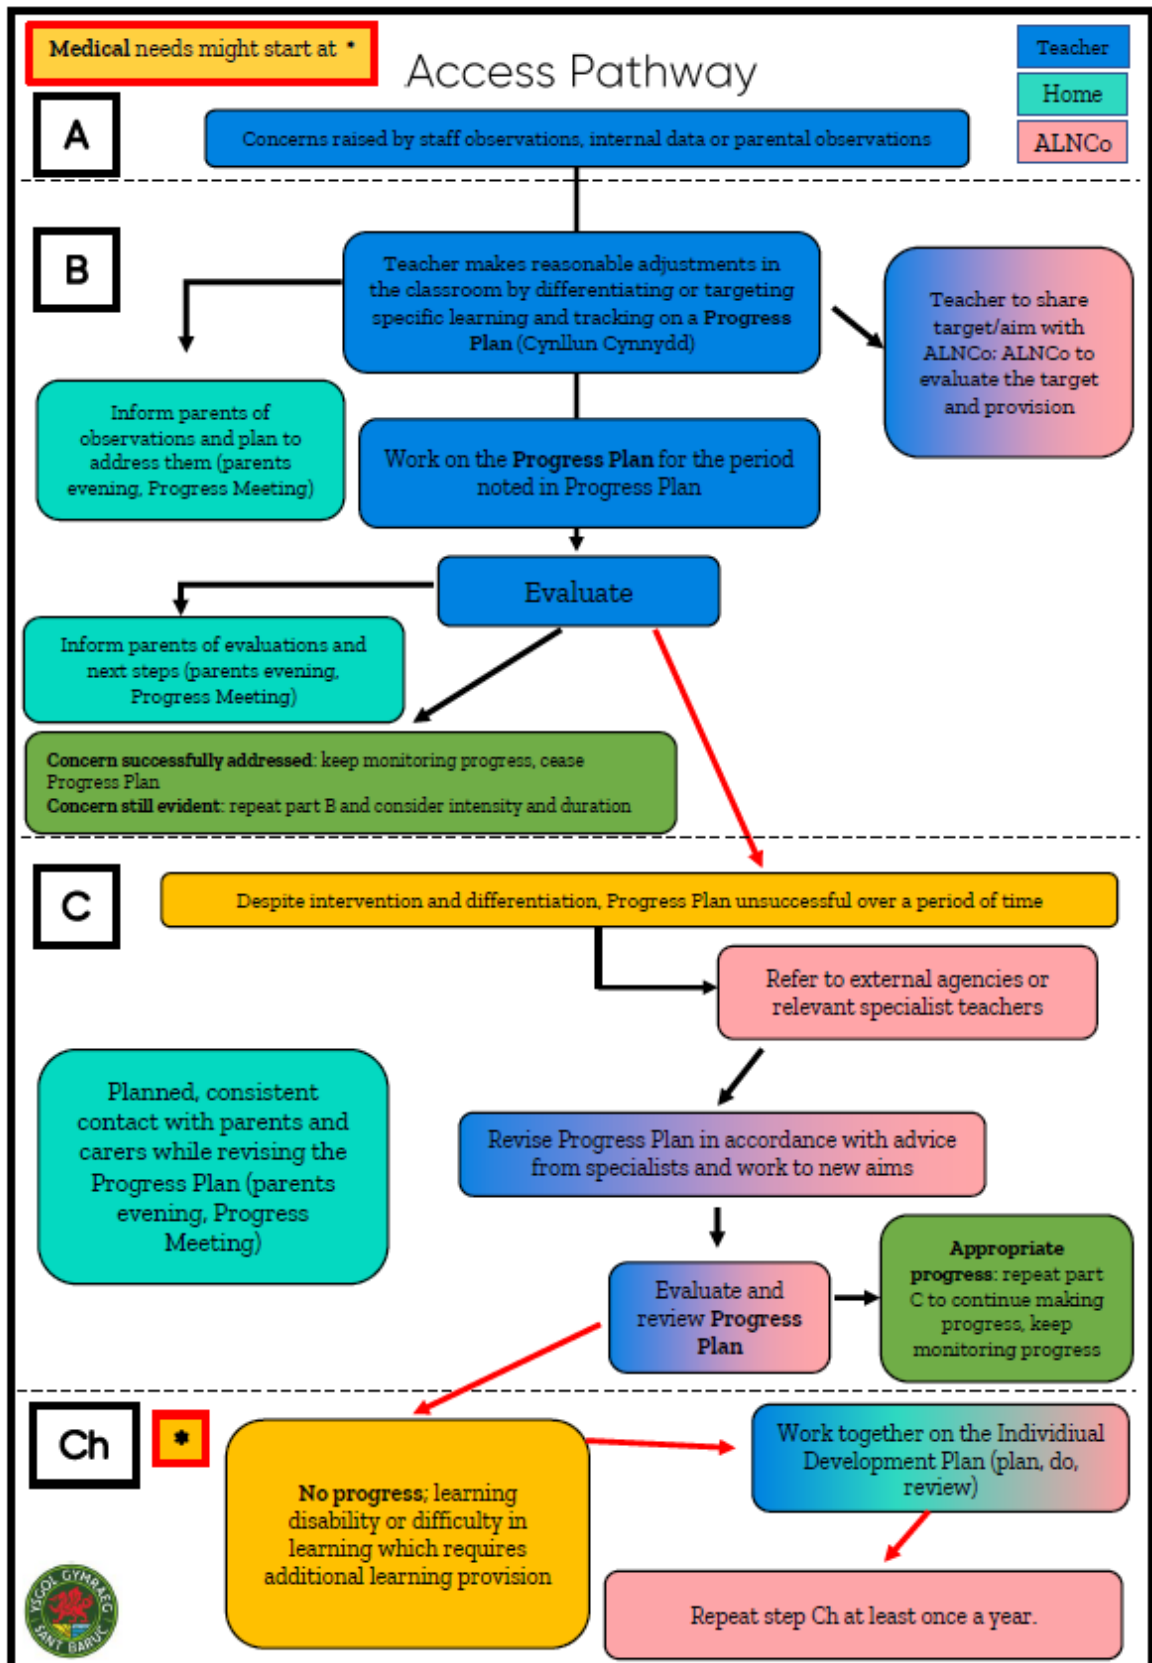 Medical needs might start at *
Access Pathway
Teacher
Home
ALNCo
A
Concerns raised by staff observations, internal data or parental observations
B
Teacher makes reasonable adjustments in
the classroom by differentiating or targeting
specific learning and tracking on a Progress
Plan (Cynllun Cynnydd)
Teacher to share
target/aim with
ALNCo; ALNCo to
evaluate the target
and provision
Inform parents of
observations and plan to
address them (parents
evening, Progress Meeting)
Work on the Progress Plan for the period
noted in Progress Plan
Evaluate
Inform parents of evaluations and
next steps (parents evening,
Progress Meeting)
Concern successfully addressed: keep monitoring progress, cease
Progress Plan
Concern still evident: repeat part B and consider intensity and duration
C
Despite intervention and differentiation, Progress Plan unsuccessful over a period of time
Refer to external agencies or
relevant specialist teachers
Planned, consistent
contact with parents and
carers while revising the
Progress Plan (parents
evening, Progress
Meeting)
Revise Progress Plan in accordance with advice
from specialists and work to new aims
Evaluate and
review Progress
Plan
Appropriate
progress: repeat part
C to continue making
progress, keep
monitoring progress
Ch
*
No progress; learning
disability or difficulty in
learning which requires
additional learning provision
Work together on the Individiual
Development Plan (plan, do,
review)
Repeat step Ch at least once a year.
YSGOL GYMRAEG
SANT BARUC